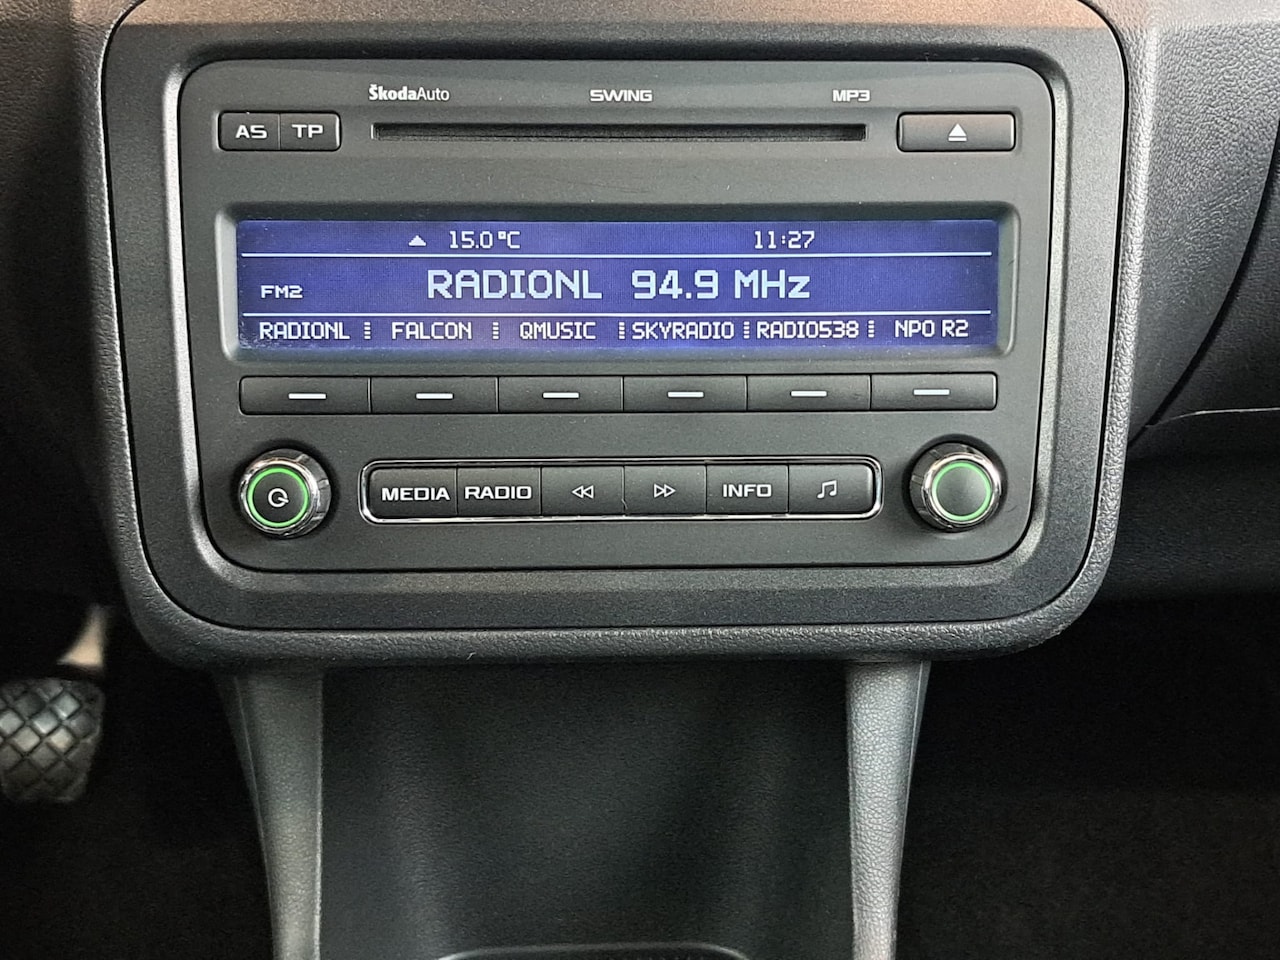 ŠkodaAuto SWING MP3
AS TP
15.0 °C 11:27
FM2 RADIONL 94.9 MHz
RADIONL FALCON QMUSIC SKYRADIO RADIO538 NPO R2
MEDIA RADIO INFO